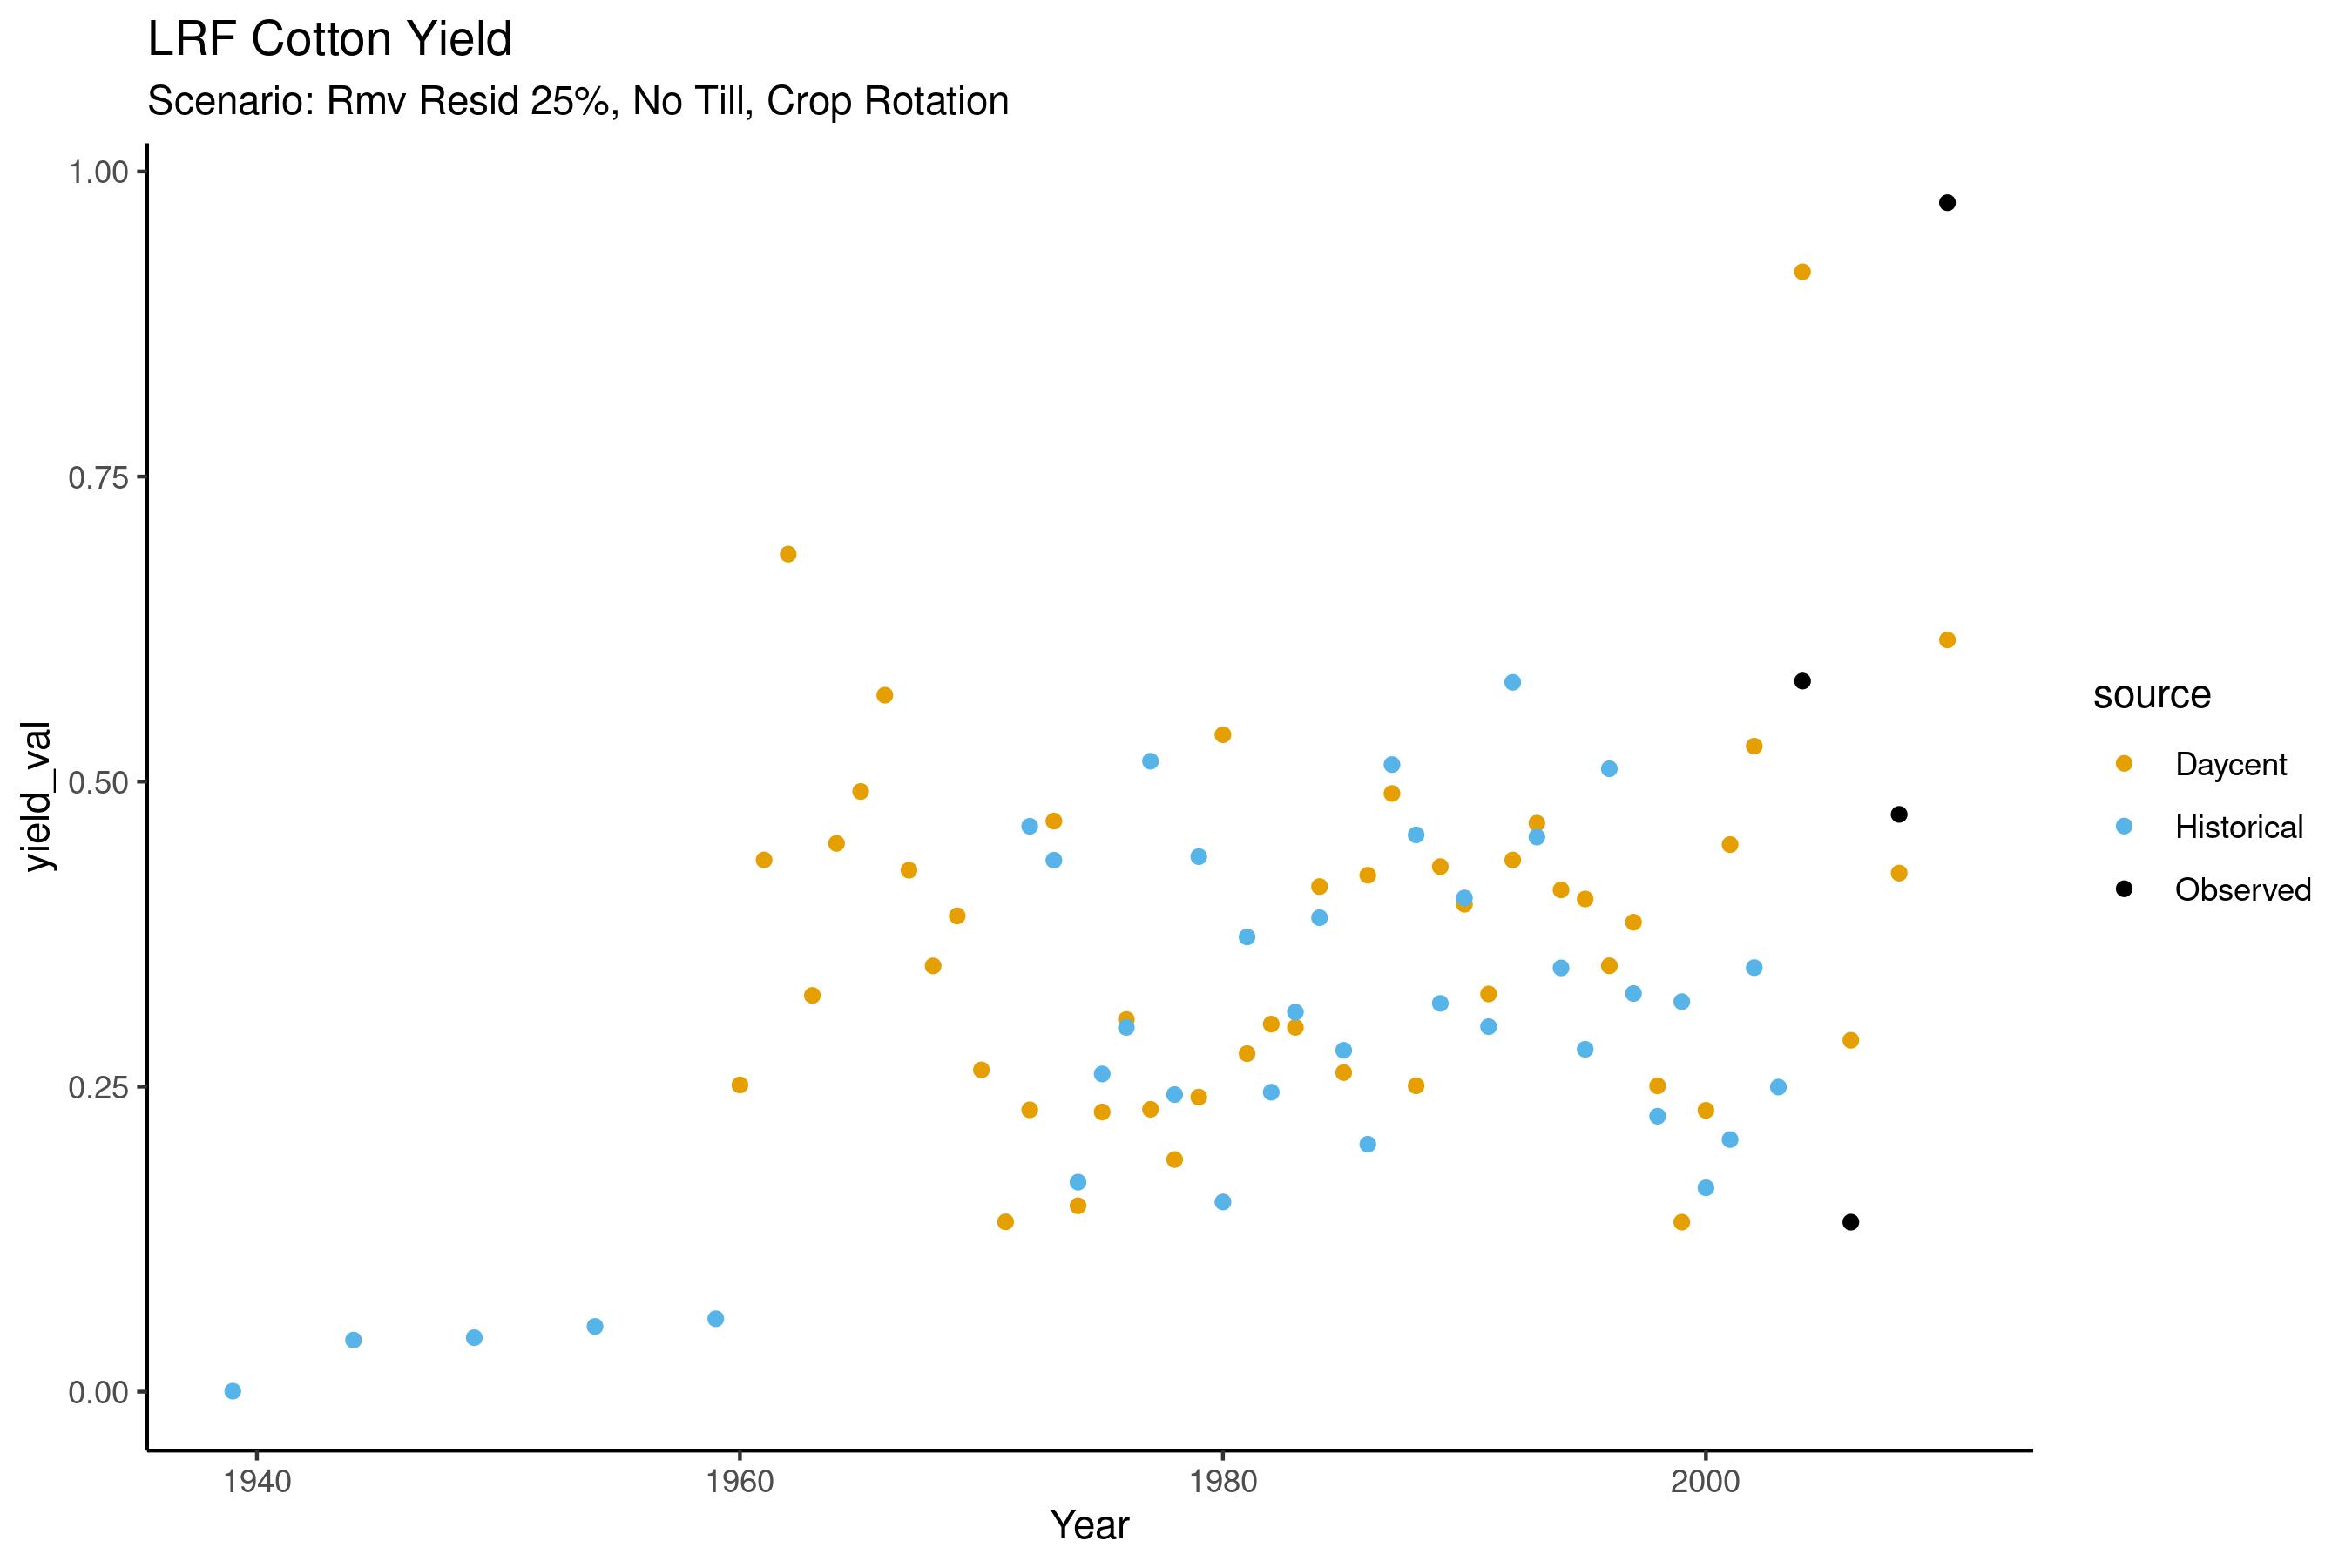 LRF Cotton Yield
Scenario: Rmv Resid 25%, No Till, Crop Rotation
1.00
0.75
0.50
0.25
0.00
yield_val
1940
1960
1980
2000
Year
source
Daycent
Historical
Observed